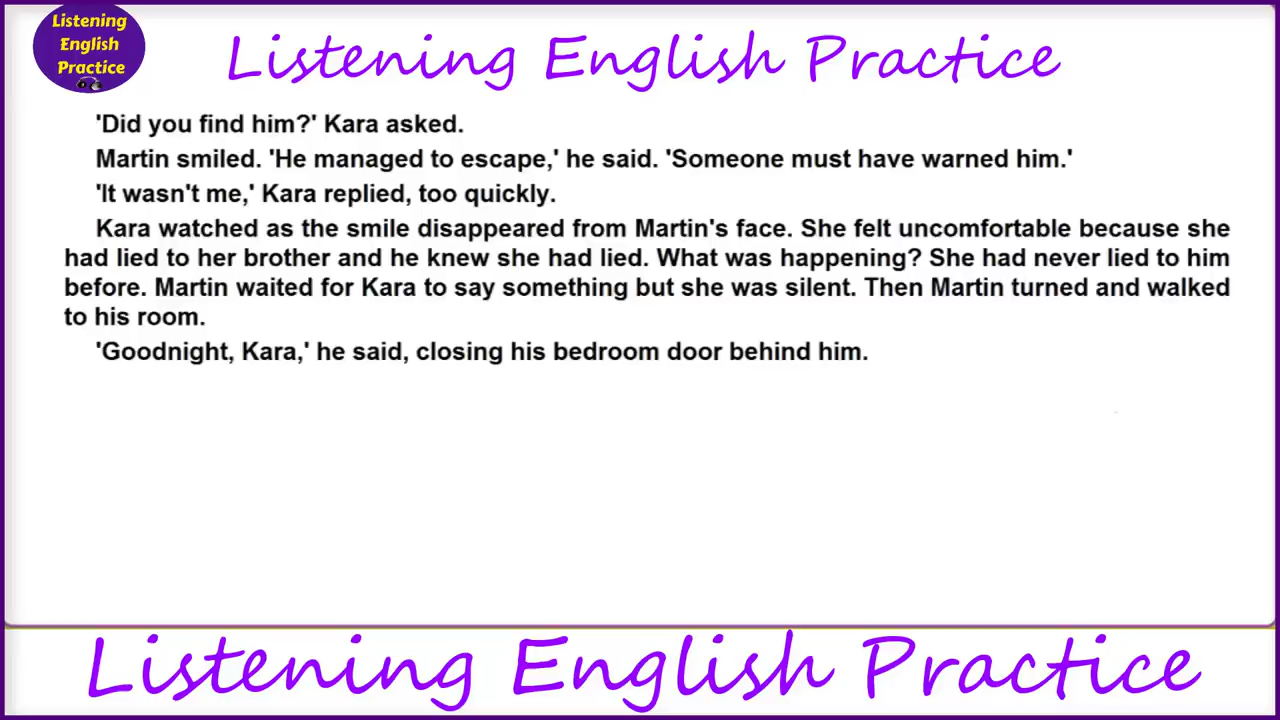 Listening
English
Practice
Listening English Practice
'Did you find him?' Kara asked.
Martin smiled. 'He managed to escape,' he said. 'Someone must have warned him.'
'It wasn't me,' Kara replied, too quickly.
Kara watched as the smile disappeared from Martin's face. She felt uncomfortable because she
had lied to her brother and he knew she had lied. What was happening? She had never lied to him
before. Martin waited for Kara to say something but she was silent. Then Martin turned and walked
to his room.
'Goodnight, Kara,' he said, closing his bedroom door behind him.
Listening English Practice